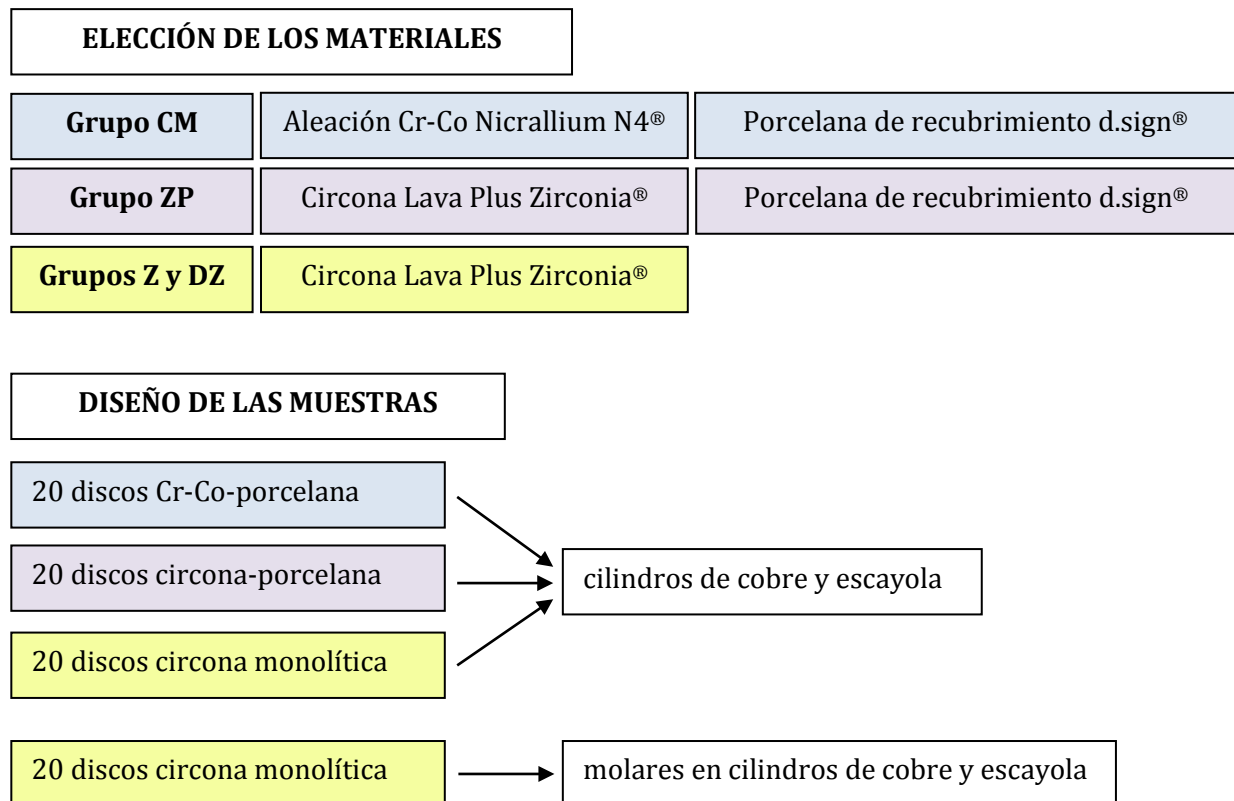 ELECCIÓN DE LOS MATERIALES
Grupo CM Aleación Cr-Co Nicrallium N4® Porcelana de recubrimiento d.sign®
Grupo ZP Circona Lava Plus Zirconia® Porcelana de recubrimiento d.sign®
Grupos Z y DZ Circona Lava Plus Zirconia®
DISEÑO DE LAS MUESTRAS
20 discos Cr-Co-porcelana
20 discos circona-porcelana
cilindros de cobre y escayola
20 discos circona monolítica
20 discos circona monolítica
molares en cilindros de cobre y escayola